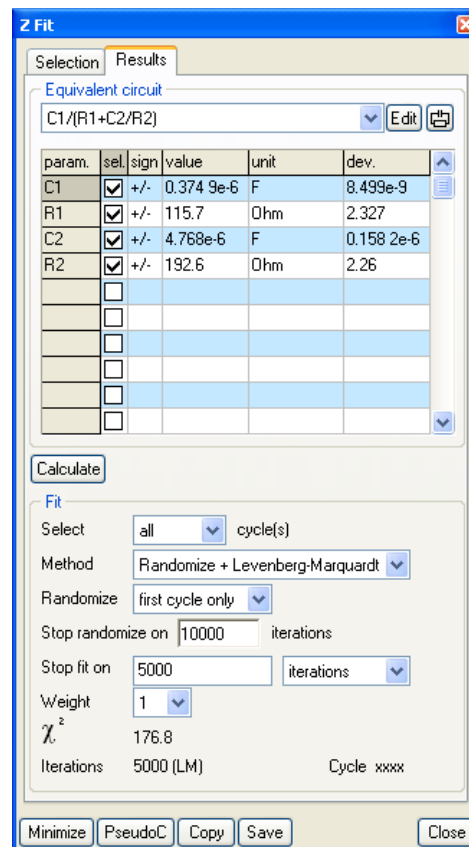 Z Fit
Selection Results
Equivalent circuit
C1/(R1+C2/R2) Edit
param. sel. sign value unit dev.
C1 +/- 0.374 9e-6 F 8.499e-9
R1 +/- 115.7 Ohm 2.327
C2 +/- 4.768e-6 F 0.158 2e-6
R2 +/- 192.6 Ohm 2.26
Calculate
Fit
Select all cycle(s)
Method Randomize + Levenberg-Marquardt
Randomize first cycle only
Stop randomize on 10000 iterations
Stop fit on 5000 iterations
Weight 1
χ² 176.8
Iterations 5000 (LM) Cycle xxxx
Minimize PseudoC Copy Save Close